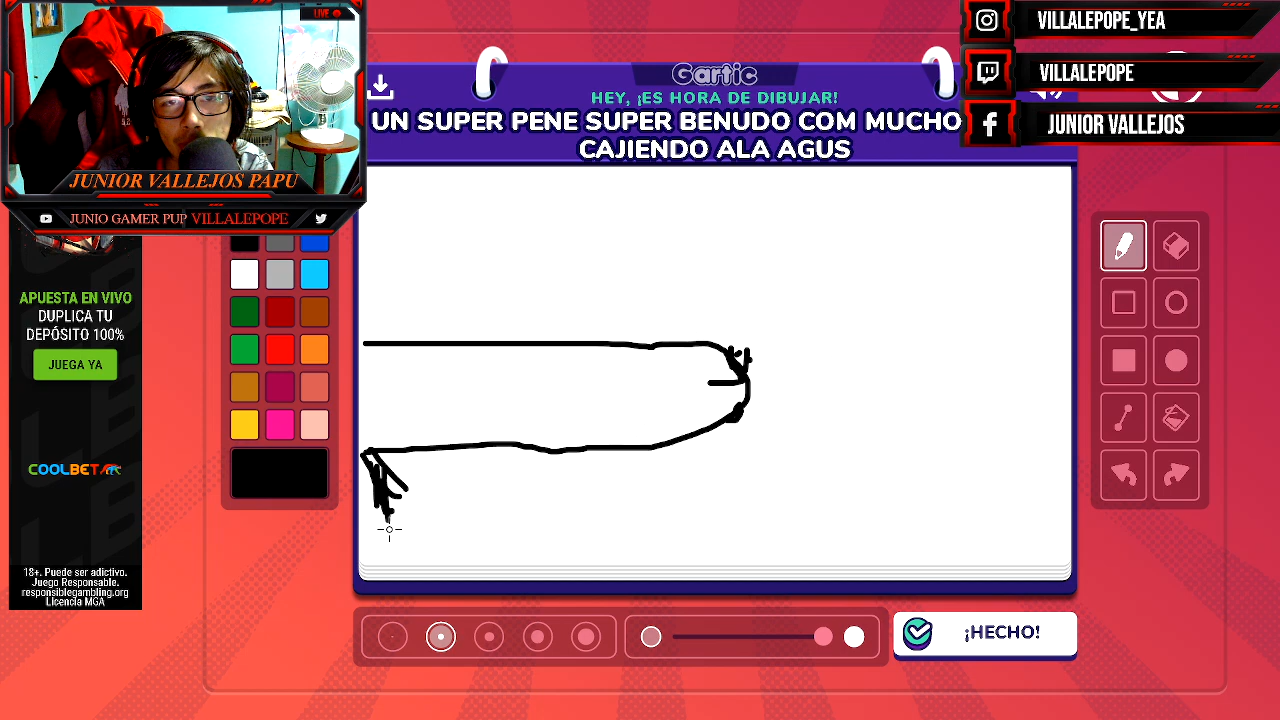 LIVE
VILLALEPOPE_YEA
VILLALEPOPE
JUNIOR VALLEJOS
Gartic
HEY, ¡ES HORA DE DIBUJAR!
UN SUPER PENE SUPER BENUDO COM MUCHO
CAJIENDO ALA AGUS
JUNIOR VALLEJOS PAPU
JUNIO GAMER PUP VILLALEPOPE
APUESTA EN VIVO
DUPLICA TU
DEPÓSITO 100%
JUEGA YA
COOLBET
18+. Puede ser adictivo.
Juego Responsable.
responsiblegambling.org
Licencia MGA
¡HECHO!